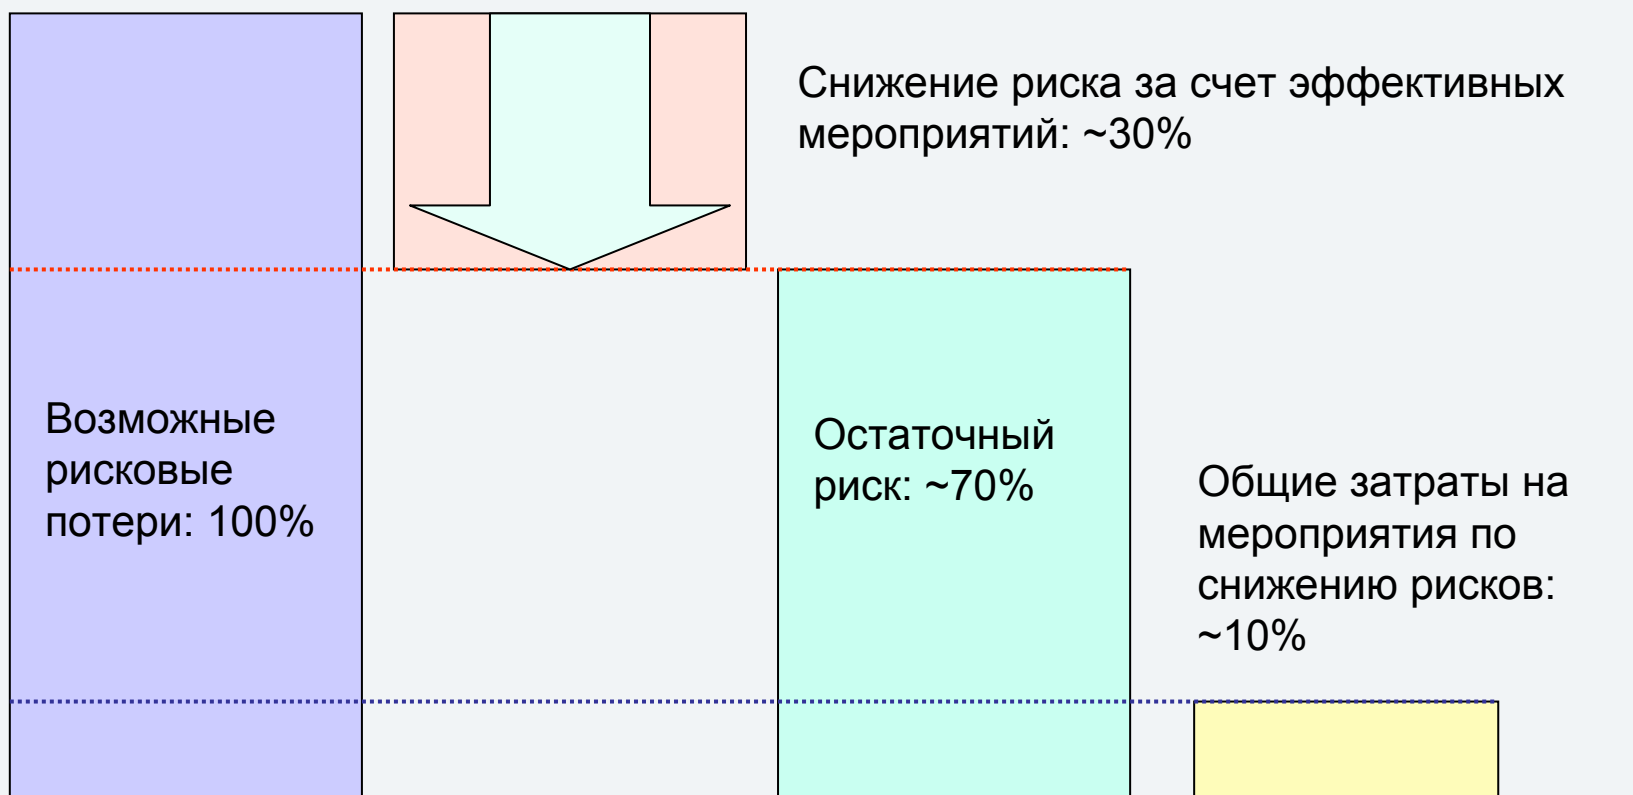 Снижение риска за счет эффективных
мероприятий: ~30%
Возможные
рисковые
потери: 100%
Остаточный
риск: ~70%
Общие затраты на
мероприятия по
снижению рисков:
~10%